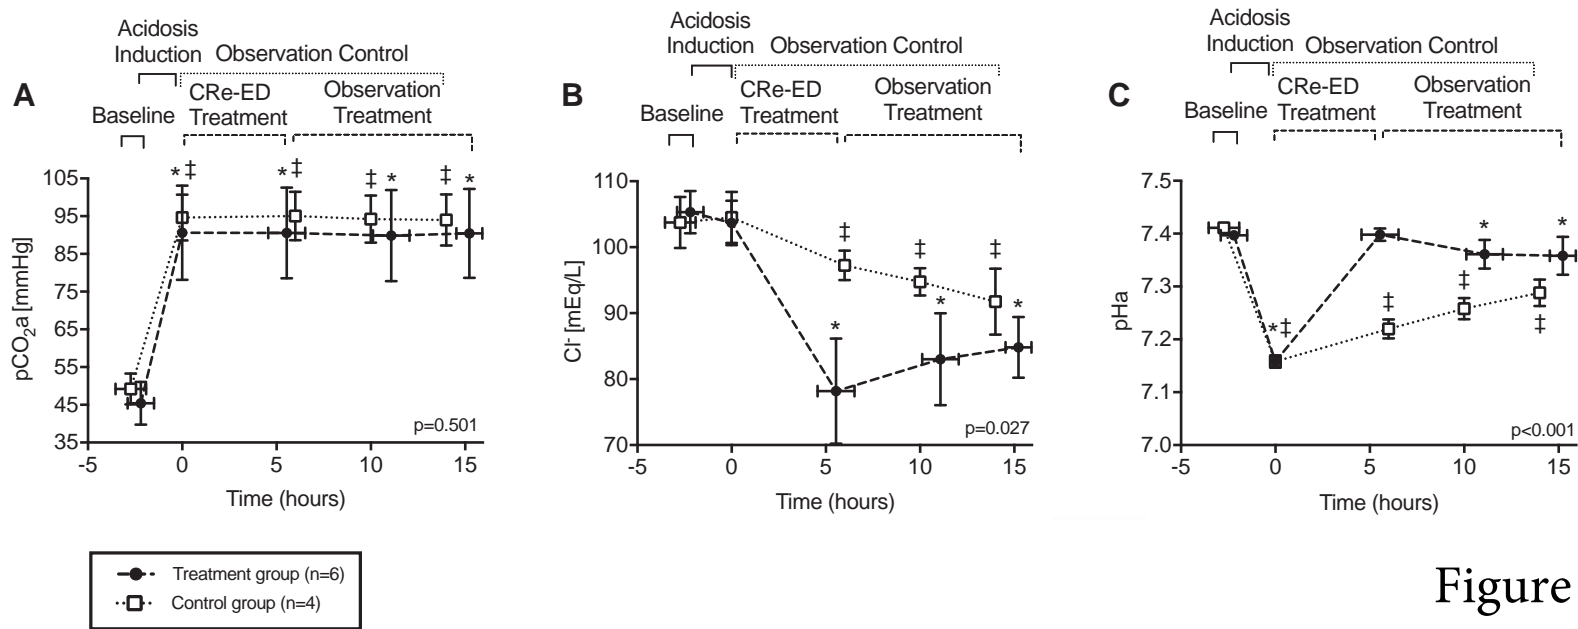 A
Acidosis
Induction
Observation Control
CRe-ED
Treatment
Observation
Treatment
Baseline
* ‡
* ‡
‡ *
‡ *
105
95
85
75
65
55
45
35
pCO2a [mmHg]
-5 0 5 10 15
Time (hours)
p=0.501
B
Acidosis
Induction
Observation Control
CRe-ED
Treatment
Observation
Treatment
Baseline
‡
‡
‡
*
*
*
110
100
90
80
70
Cl- [mEq/L]
-5 0 5 10 15
Time (hours)
p=0.027
C
Acidosis
Induction
Observation Control
CRe-ED
Treatment
Observation
Treatment
Baseline
*
*
*‡
‡
‡
‡
7.5
7.4
7.3
7.2
7.1
7.0
pHa
-5 0 5 10 15
Time (hours)
p<0.001
Treatment group (n=6)
Control group (n=4)
Figure